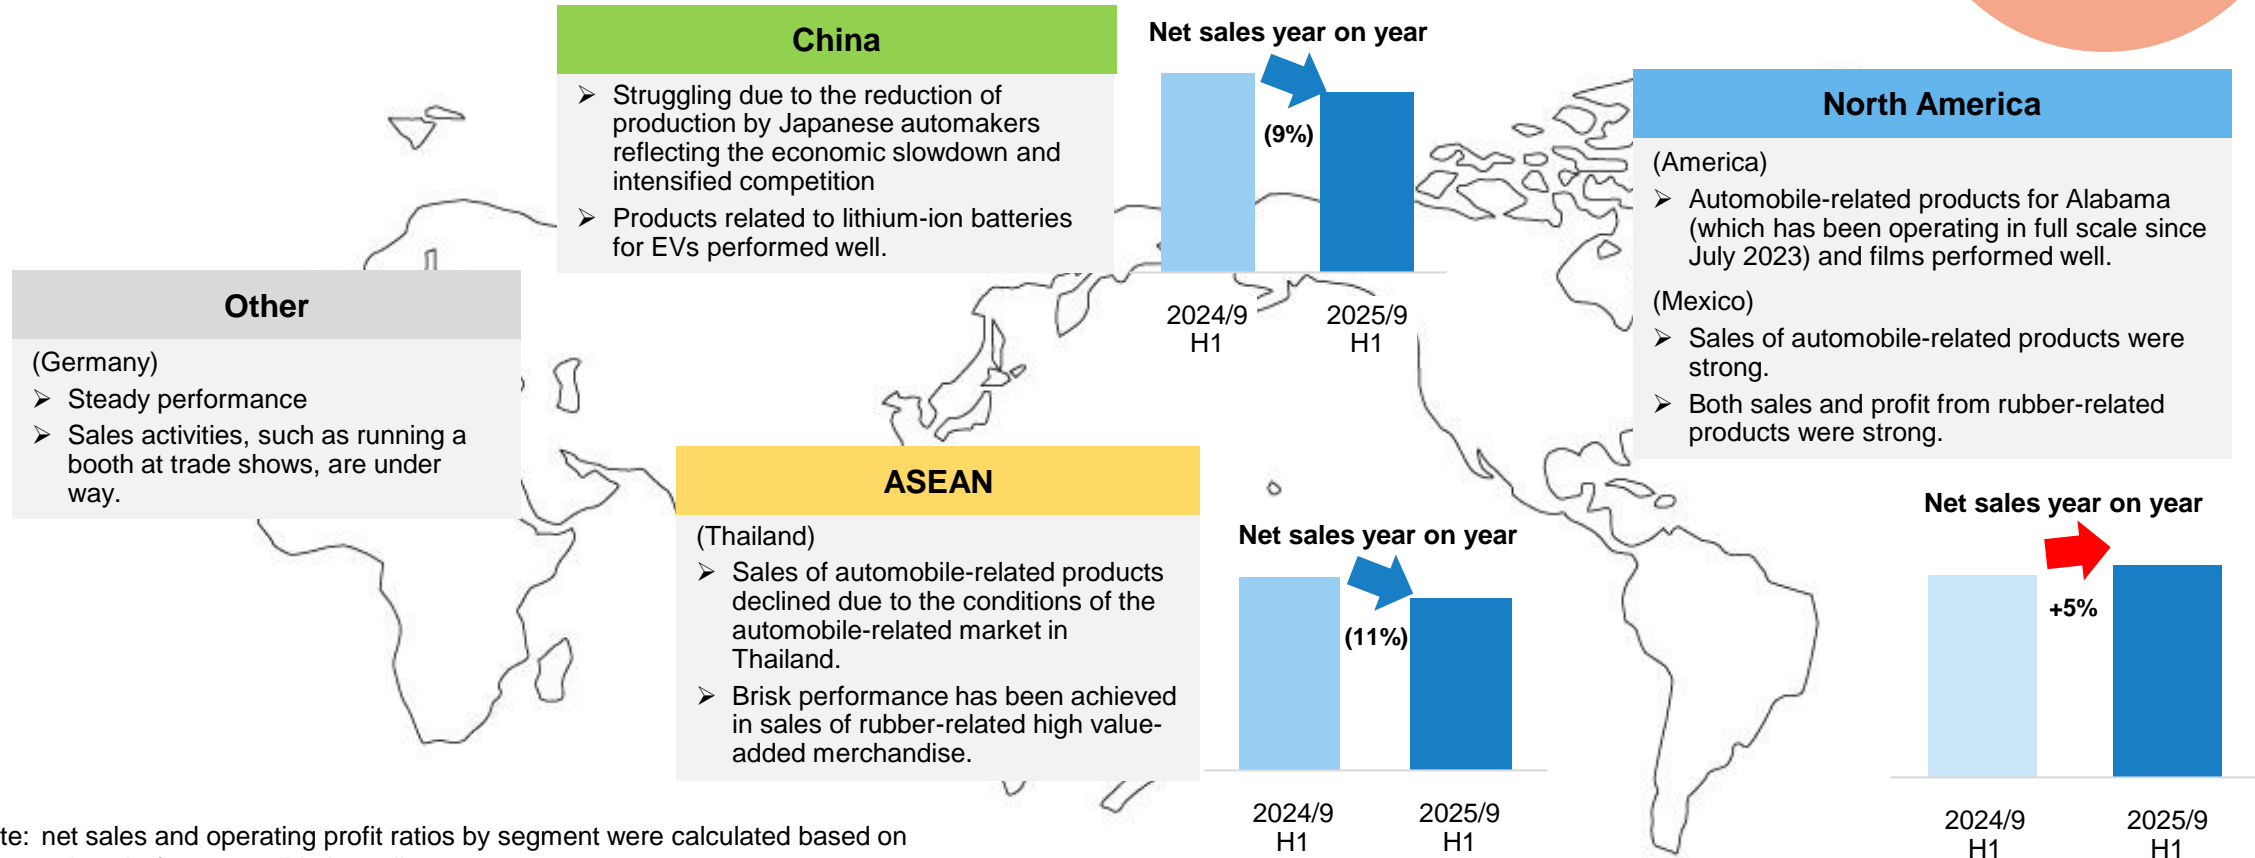 China
➢ Struggling due to the reduction of
production by Japanese automakers
reflecting the economic slowdown and
intensified competition
➢ Products related to lithium-ion batteries
for EVs performed well.
Net sales year on year
(9%)
2024/9
H1
2025/9
H1
North America
(America)
➢ Automobile-related products for Alabama
(which has been operating in full scale since
July 2023) and films performed well.
(Mexico)
➢ Sales of automobile-related products were
strong.
➢ Both sales and profit from rubber-related
products were strong.
Net sales year on year
+5%
2024/9
H1
2025/9
H1
Other
(Germany)
➢ Steady performance
➢ Sales activities, such as running a
booth at trade shows, are under
way.
ASEAN
(Thailand)
➢ Sales of automobile-related products
declined due to the conditions of the
automobile-related market in
Thailand.
➢ Brisk performance has been achieved
in sales of rubber-related high value-
added merchandise.
Net sales year on year
(11%)
2024/9
H1
2025/9
H1
te: net sales and operating profit ratios by segment were calculated based on